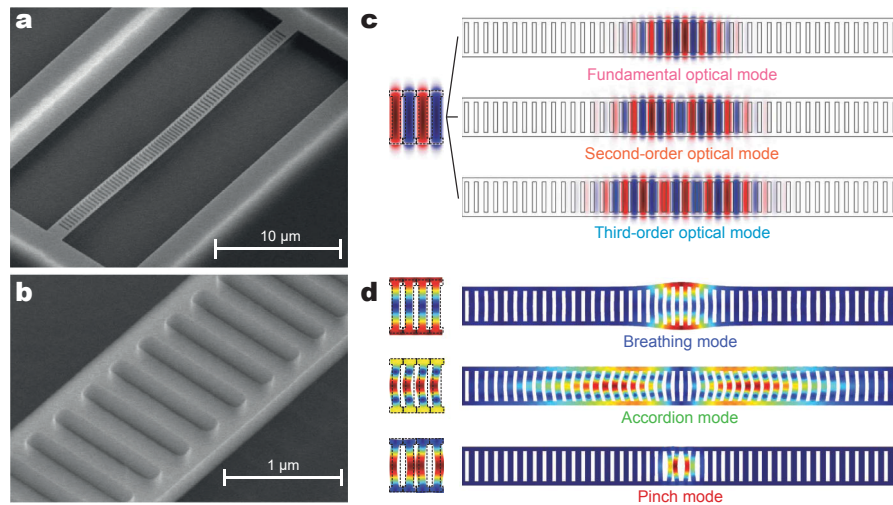 a
10 µm
b
1 µm
c
Fundamental optical mode
Second-order optical mode
Third-order optical mode
d
Breathing mode
Accordion mode
Pinch mode